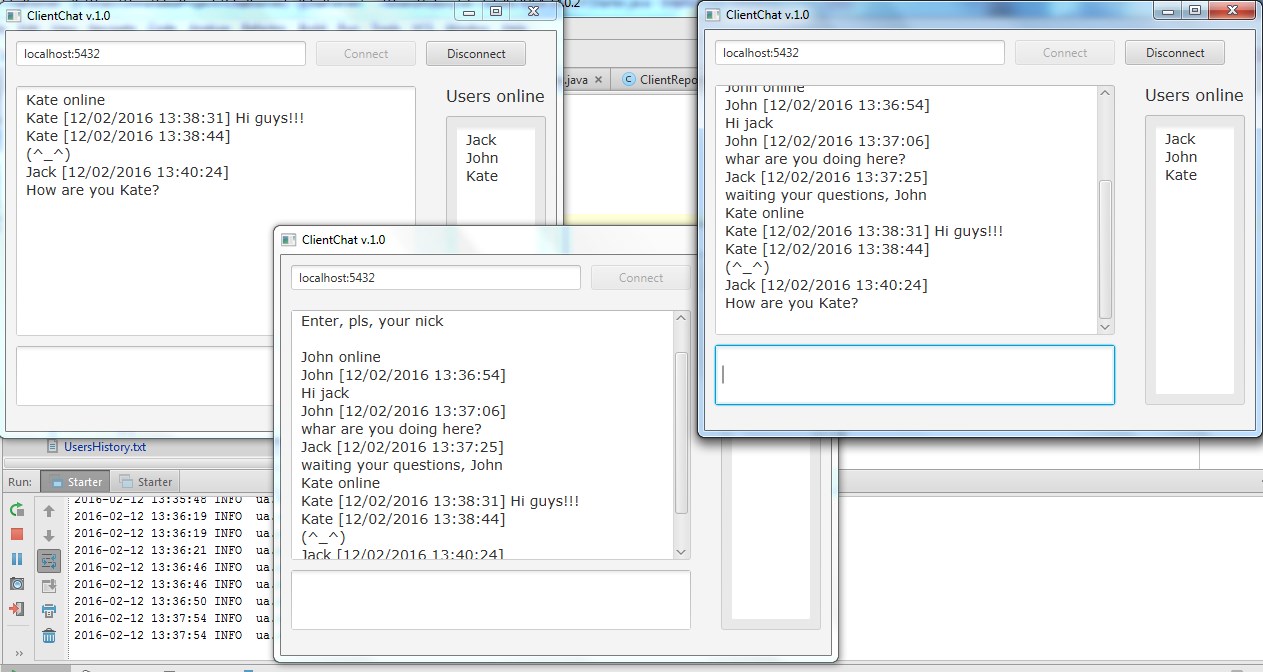 ClientChat v.1.0
localhost:5432
Connect
Disconnect
Kate online
Kate [12/02/2016 13:38:31] Hi guys!!!
Kate [12/02/2016 13:38:44]
(^_^)
Jack [12/02/2016 13:40:24]
How are you Kate?
Users online
Jack
John
Kate
.java
ClientRepo
ClientChat v.1.0
localhost:5432
Connect
Disconnect
John online
John [12/02/2016 13:36:54]
Hi jack
John [12/02/2016 13:37:06]
whar are you doing here?
Jack [12/02/2016 13:37:25]
waiting your questions, John
Kate online
Kate [12/02/2016 13:38:31] Hi guys!!!
Kate [12/02/2016 13:38:44]
(^_^)
Jack [12/02/2016 13:40:24]
How are you Kate?
Users online
Jack
John
Kate
ClientChat v.1.0
localhost:5432
Connect
Enter, pls, your nick
John online
John [12/02/2016 13:36:54]
Hi jack
John [12/02/2016 13:37:06]
whar are you doing here?
Jack [12/02/2016 13:37:25]
waiting your questions, John
Kate online
Kate [12/02/2016 13:38:31] Hi guys!!!
Kate [12/02/2016 13:38:44]
(^_^)
Jack [12/02/2016 13:40:24]
UsersHistory.txt
Run: Starter Starter
2016-02-12 13:35:48 INFO ua.
2016-02-12 13:36:19 INFO ua.
2016-02-12 13:36:19 INFO ua.
2016-02-12 13:36:21 INFO ua.
2016-02-12 13:36:46 INFO ua.
2016-02-12 13:36:46 INFO ua.
2016-02-12 13:36:50 INFO ua.
2016-02-12 13:37:54 INFO ua.
2016-02-12 13:37:54 INFO ua.